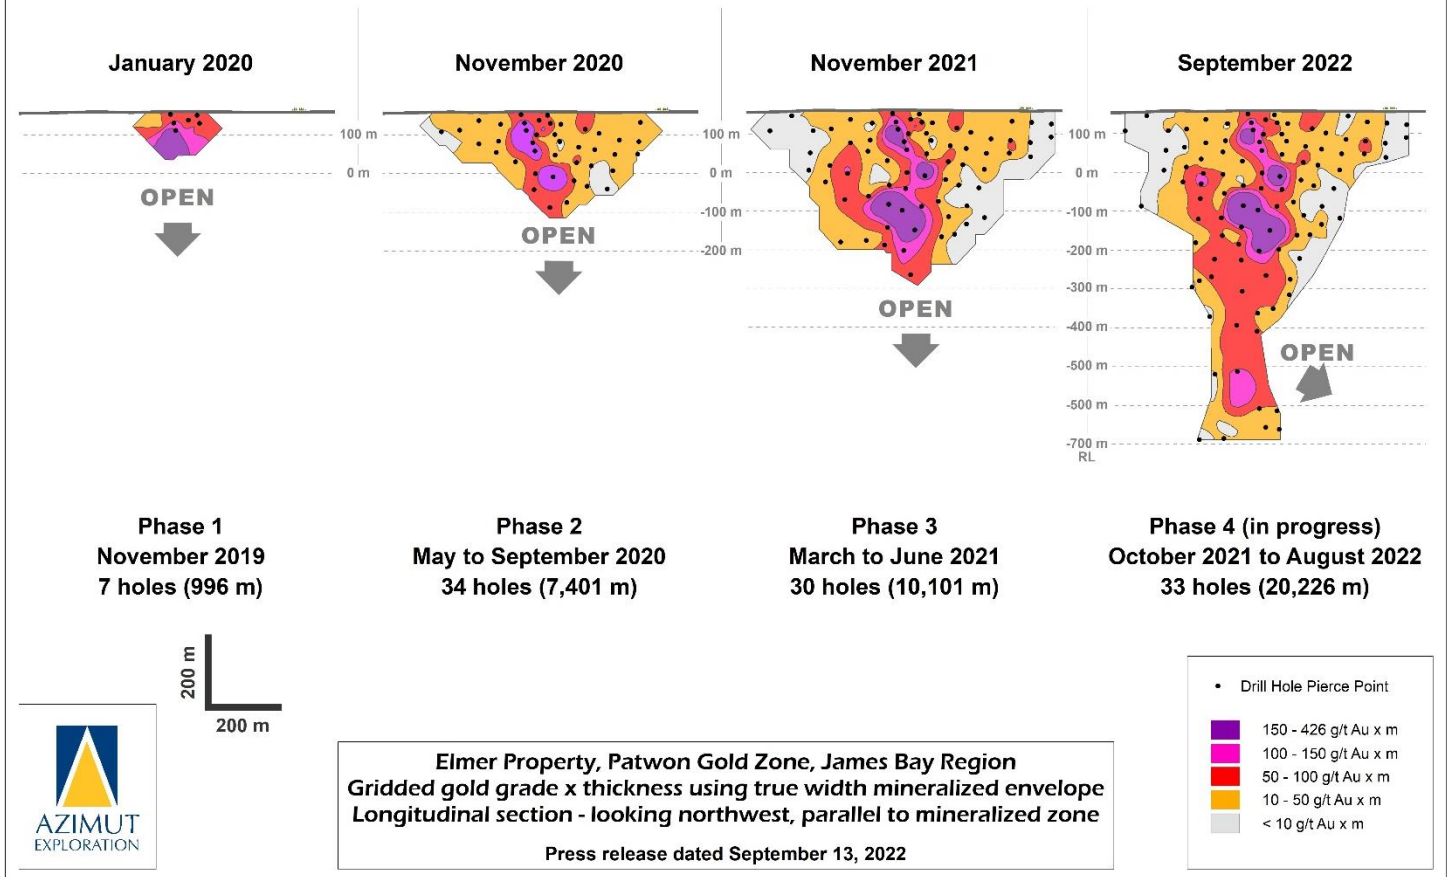 January 2020
November 2020
November 2021
September 2022
100 m
0 m
OPEN
100 m
0 m
-100 m
-200 m
OPEN
100 m
0 m
-100 m
-200 m
-300 m
-400 m
-500 m
-600 m
-700 m
RL
OPEN
OPEN
Phase 1
November 2019
7 holes (996 m)
Phase 2
May to September 2020
34 holes (7,401 m)
Phase 3
March to June 2021
30 holes (10,101 m)
Phase 4 (in progress)
October 2021 to August 2022
33 holes (20,226 m)
200 m
200 m
AZIMUT
EXPLORATION
Elmer Property, Patwon Gold Zone, James Bay Region
Gridded gold grade x thickness using true width mineralized envelope
Longitudinal section - looking northwest, parallel to mineralized zone
Press release dated September 13, 2022
Drill Hole Pierce Point
150 - 426 g/t Au x m
100 - 150 g/t Au x m
50 - 100 g/t Au x m
10 - 50 g/t Au x m
< 10 g/t Au x m